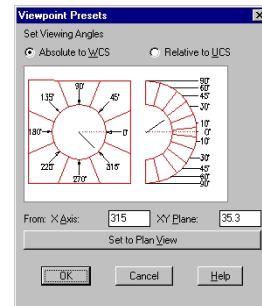 Viewpoint Presets
Set Viewing Angles
Absolute to WCS Relative to UCS
90°
135° 45°
180° 0°
225° 315°
270°
90°
60°
45°
30°
10°
0°
-10°
-30°
-45°
-60°
-90°
From: X Axis: 315 XY Plane: 35.3
Set to Plan View
OK Cancel Help